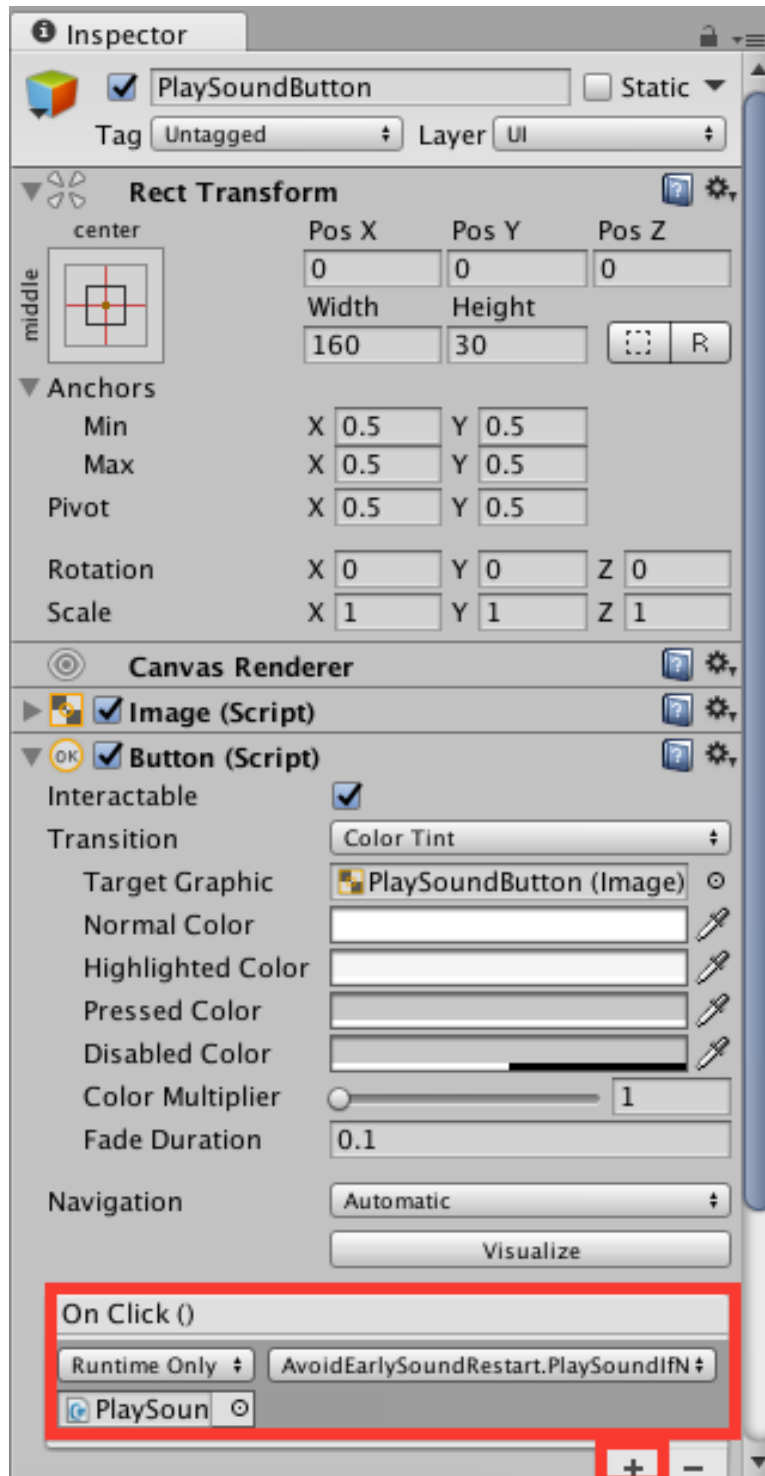 Inspector
PlaySoundButton Static
Tag Untagged Layer UI
Rect Transform
center Pos X Pos Y Pos Z
middle 0 0 0
Width Height
160 30 R
Anchors
Min X 0.5 Y 0.5
Max X 0.5 Y 0.5
Pivot X 0.5 Y 0.5
Rotation X 0 Y 0 Z 0
Scale X 1 Y 1 Z 1
Canvas Renderer
Image (Script)
OK Button (Script)
Interactable
Transition Color Tint
Target Graphic PlaySoundButton (Image)
Normal Color
Highlighted Color
Pressed Color
Disabled Color
Color Multiplier 1
Fade Duration 0.1
Navigation Automatic
Visualize
On Click ()
Runtime Only AvoidEarlySoundRestart.PlaySoundIfN
PlaySoun
+ −